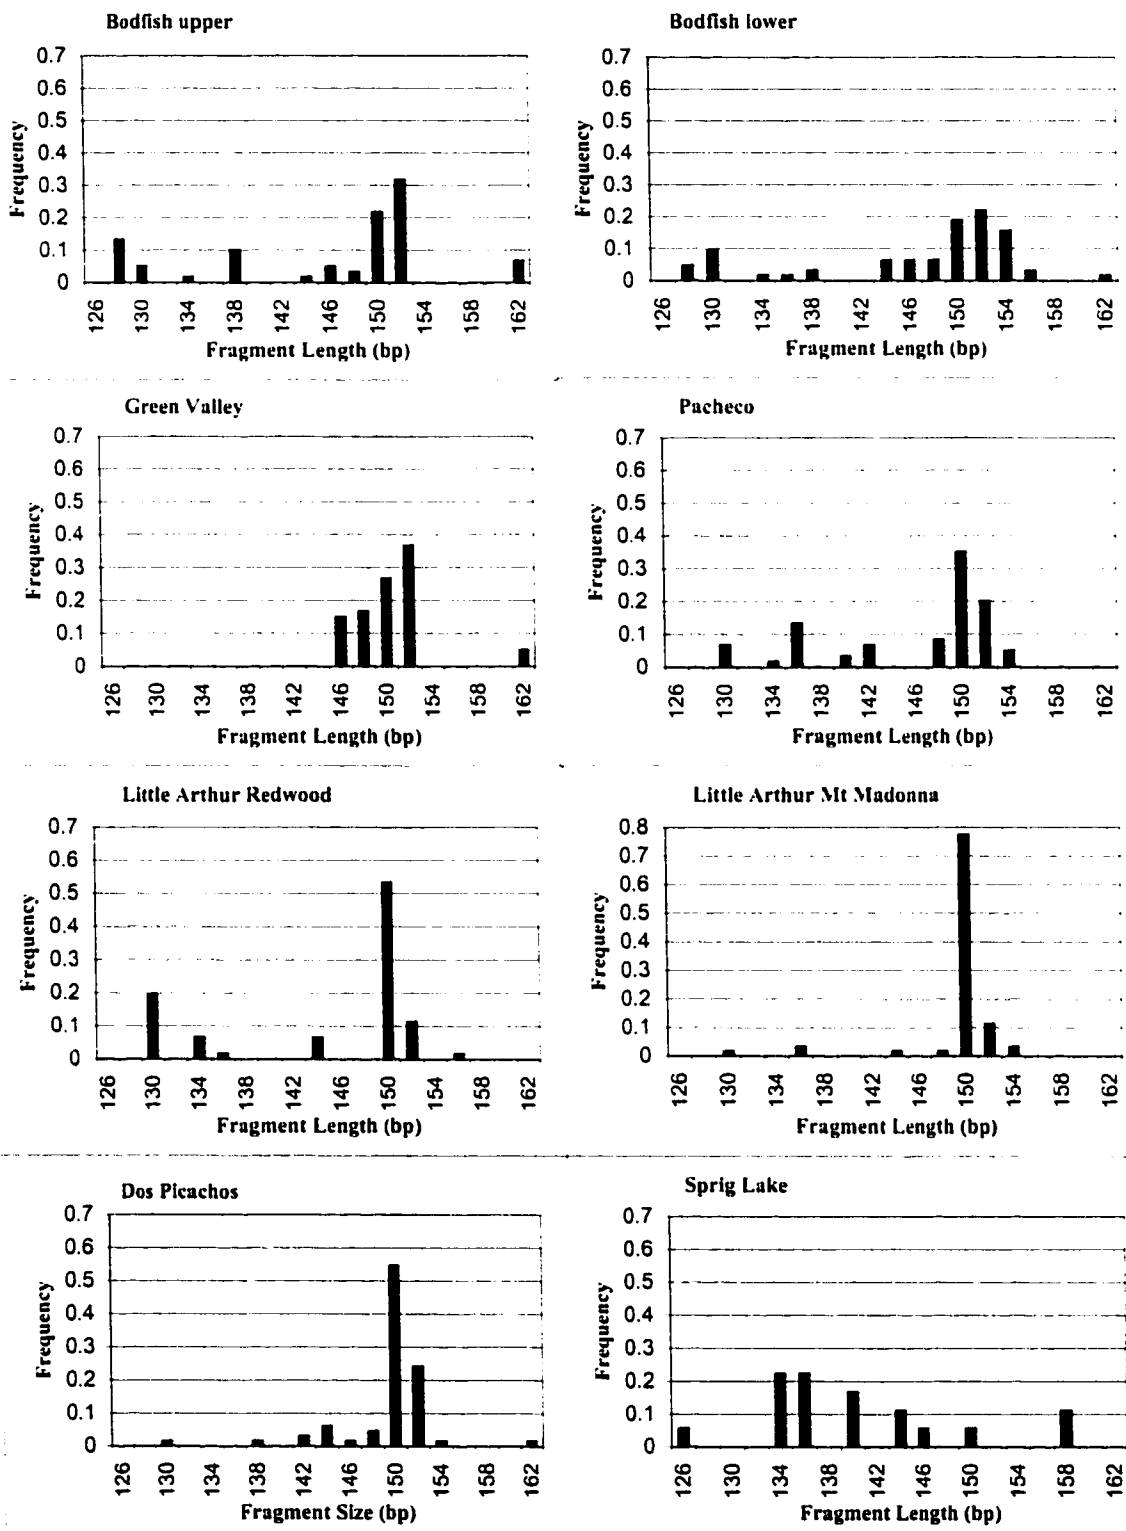 Bodfish upper
0.7
0.6
0.5
0.4
0.3
0.2
0.1
0
Frequency
126 130 134 138 142 146 150 154 158 162
Fragment Length (bp)
Bodfish lower
0.7
0.6
0.5
0.4
0.3
0.2
0.1
0
Frequency
126 130 134 138 142 146 150 154 158 162
Fragment Length (bp)
Green Valley
0.7
0.6
0.5
0.4
0.3
0.2
0.1
0
Frequency
126 130 134 138 142 146 150 154 158 162
Fragment Length (bp)
Pacheco
0.7
0.6
0.5
0.4
0.3
0.2
0.1
0
Frequency
126 130 134 138 142 146 150 154 158 162
Fragment Length (bp)
Little Arthur Redwood
0.7
0.6
0.5
0.4
0.3
0.2
0.1
0
Frequency
126 130 134 138 142 146 150 154 158 162
Fragment Length (bp)
Little Arthur Mt Madonna
0.8
0.7
0.6
0.5
0.4
0.3
0.2
0.1
0
Frequency
126 130 134 138 142 146 150 154 158 162
Fragment Length (bp)
Dos Picachos
0.7
0.6
0.5
0.4
0.3
0.2
0.1
0
Frequency
126 130 134 138 142 146 150 154 158 162
Fragment Size (bp)
Sprig Lake
0.7
0.6
0.5
0.4
0.3
0.2
0.1
0
Frequency
126 130 134 138 142 146 150 154 158 162
Fragment Length (bp)